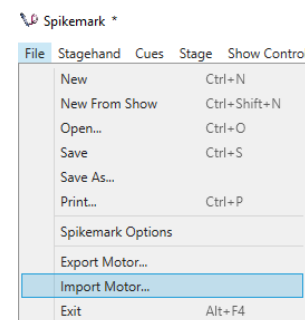 Spikemark *
File Stagehand Cues Stage Show Contro
New Ctrl+N
New From Show Ctrl+Shift+N
Open... Ctrl+O
Save Ctrl+S
Save As...
Print... Ctrl+P
Spikemark Options
Export Motor...
Import Motor...
Exit Alt+F4